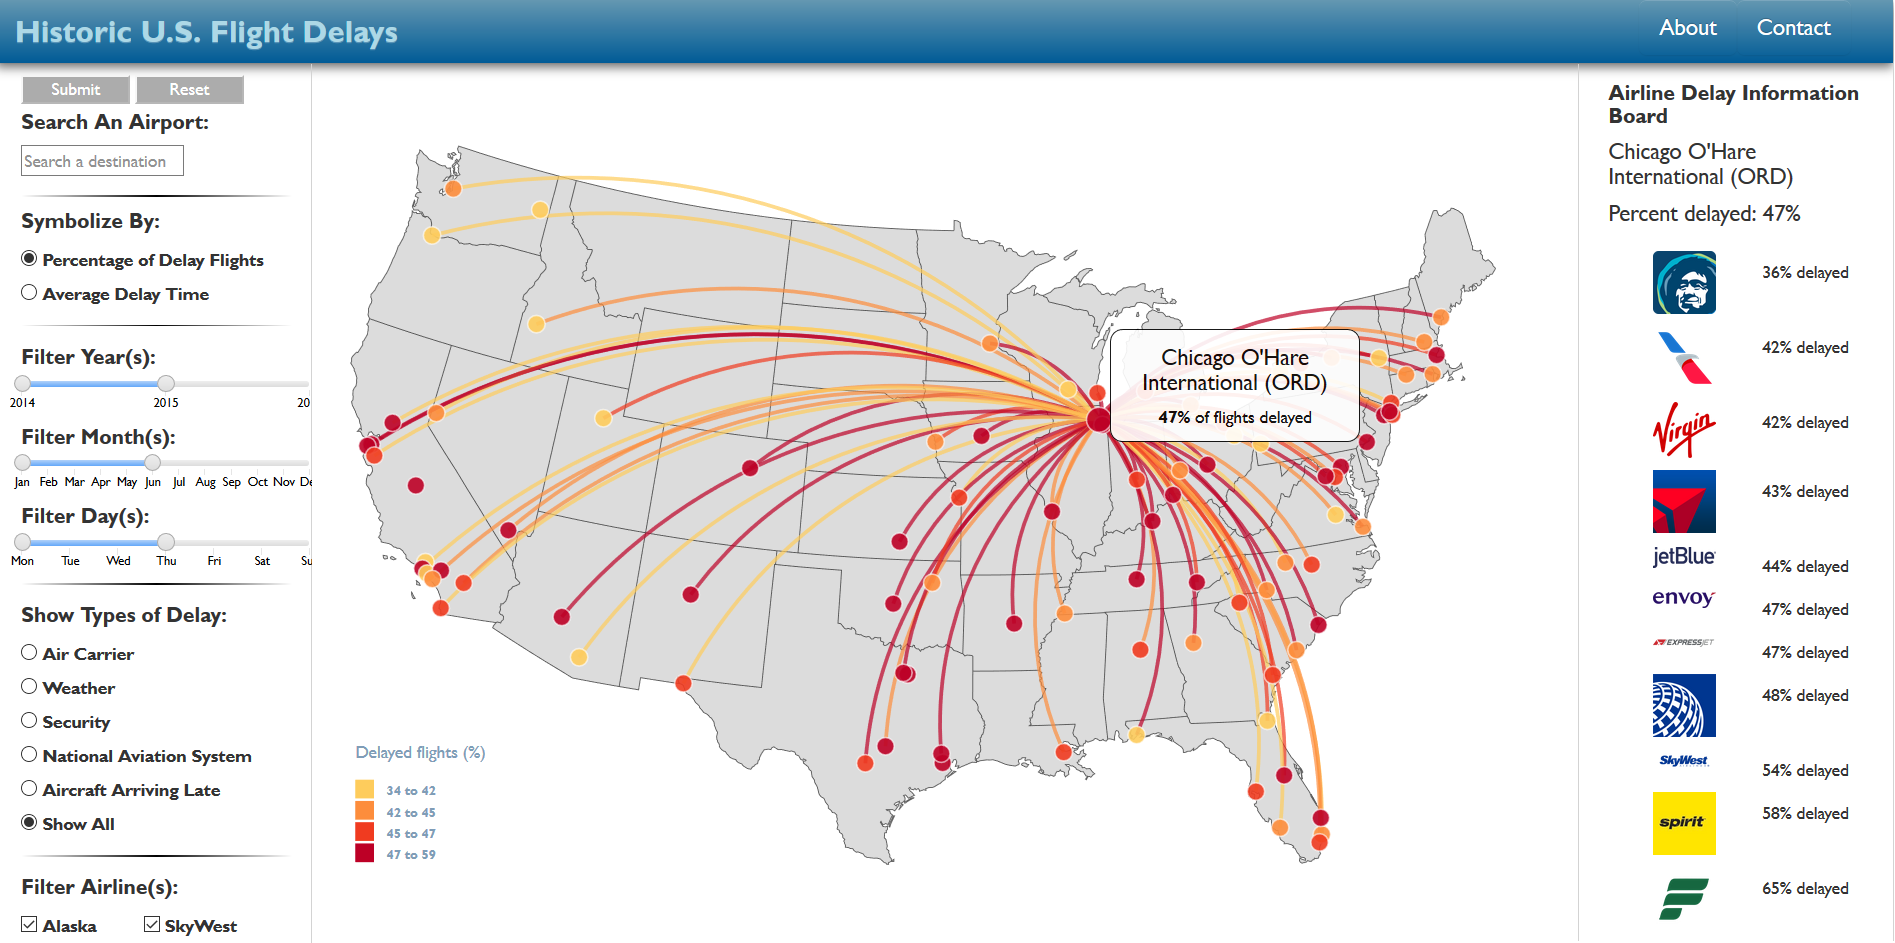 Historic U.S. Flight Delays
About
Contact
Submit
Reset
Search An Airport:
Search a destination
Symbolize By:
Percentage of Delay Flights
Average Delay Time
Filter Year(s):
2014 2015 20
Filter Month(s):
Jan Feb Mar Apr May Jun Jul Aug Sep Oct Nov De
Filter Day(s):
Mon Tue Wed Thu Fri Sat Su
Show Types of Delay:
Air Carrier
Weather
Security
National Aviation System
Aircraft Arriving Late
Show All
Filter Airline(s):
Alaska
SkyWest
Chicago O'Hare
International (ORD)
47% of flights delayed
Delayed flights (%)
34 to 42
42 to 45
45 to 47
47 to 59
Airline Delay Information
Board
Chicago O'Hare
International (ORD)
Percent delayed: 47%
36% delayed
42% delayed
Virgin
42% delayed
43% delayed
jetBlue
44% delayed
envoy
47% delayed
EXPRESSJET
47% delayed
48% delayed
SkyWest
54% delayed
spirit
58% delayed
65% delayed